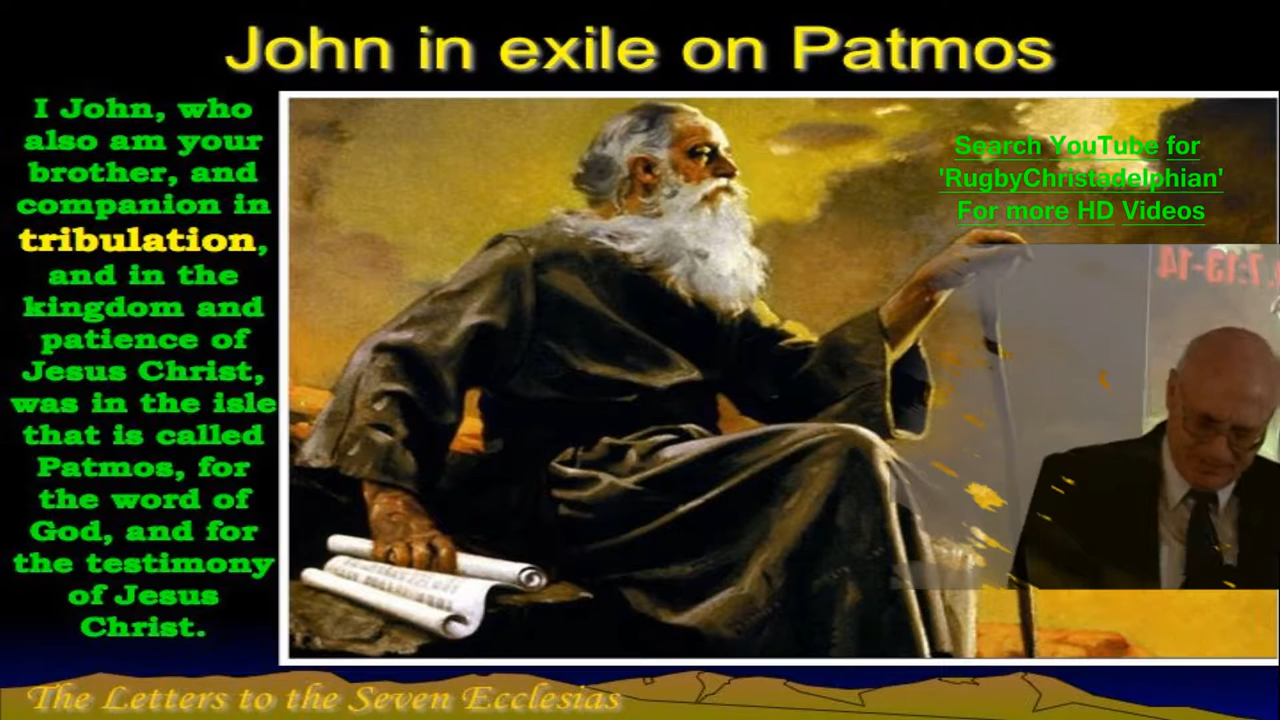 John in exile on Patmos
I John, who
also am your
brother, and
companion in
tribulation,
and in the
kingdom and
patience of
Jesus Christ,
was in the isle
that is called
Patmos, for
the word of
God, and for
the testimony
of Jesus
Christ.
Search YouTube for
'RugbyChristadelphian'
For more HD Videos
7:13-14
The Letters to the Seven Ecclesias